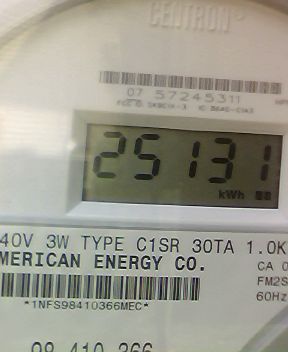 CENTRON®
07 57245311
25131
kWh
40V 3W TYPE C1SR 30TA 1.0K
MERICAN ENERGY CO.
CA 0
FM2S
60Hz
*1NFS98410366MEC*
98 410 366